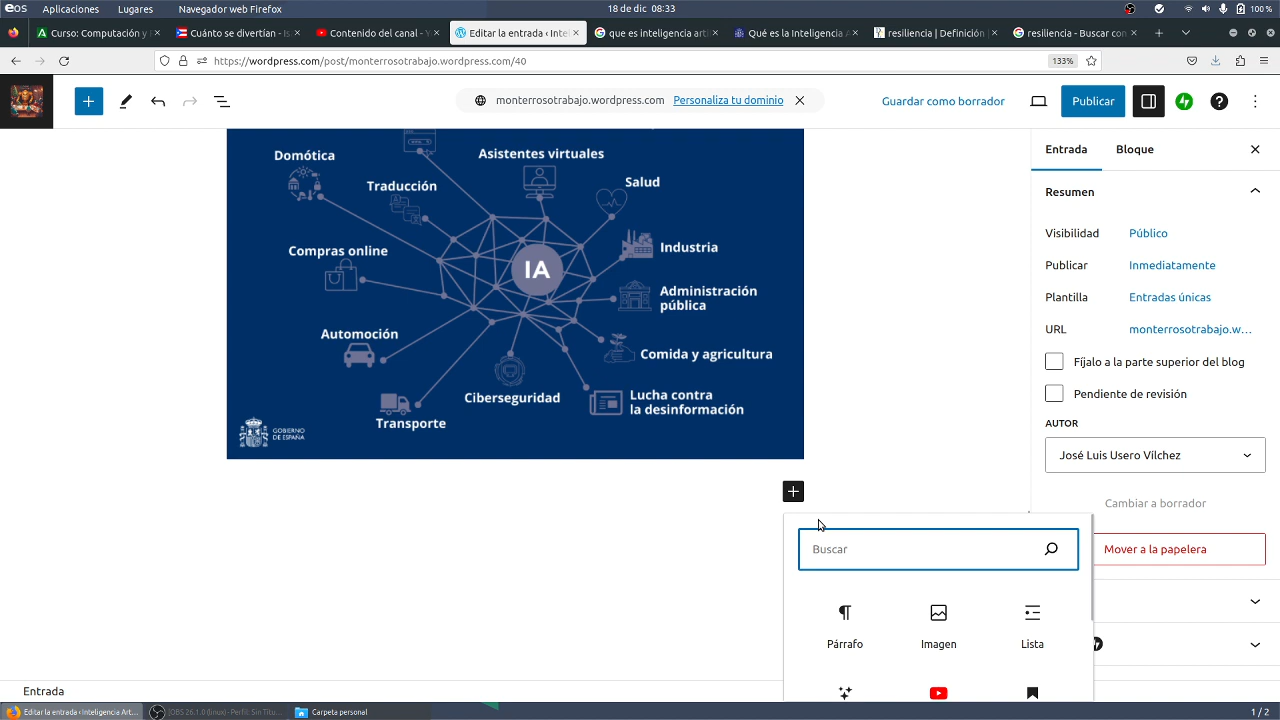 eOS Aplicaciones Lugares Navegador web Firefox 18 de dic 08:33 100%
Curso: Computación y Cuánto se divertían - Is Contenido del canal - Y Editar la entrada ‹ Inte que es inteligencia arti Qué es la Inteligencia A resiliencia | Definición resiliencia - Buscar con
https://wordpress.com/post/monterrosotrabajo.wordpress.com/40 133%
monterrosotrabajo.wordpress.com Personaliza tu dominio Guardar como borrador Publicar
Domótica
Asistentes virtuales
Traducción
Salud
Compras online
Industria
IA
Administración
pública
Automoción
Comida y agricultura
Ciberseguridad
Lucha contra
la desinformación
Transporte
GOBIERNO
DE ESPAÑA
Entrada Bloque
Resumen
Visibilidad Público
Publicar Inmediatamente
Plantilla Entradas únicas
URL monterrosotrabajo.w...
Fíjalo a la parte superior del blog
Pendiente de revisión
AUTOR
José Luis Usero Vílchez
Cambiar a borrador
Mover a la papelera
Buscar
Párrafo Imagen Lista
Entrada
Editar la entrada ‹Inteligencia Art... [OBS 26.1.0 (linux) - Perfil: Sin Títu... Carpeta personal 1 / 2